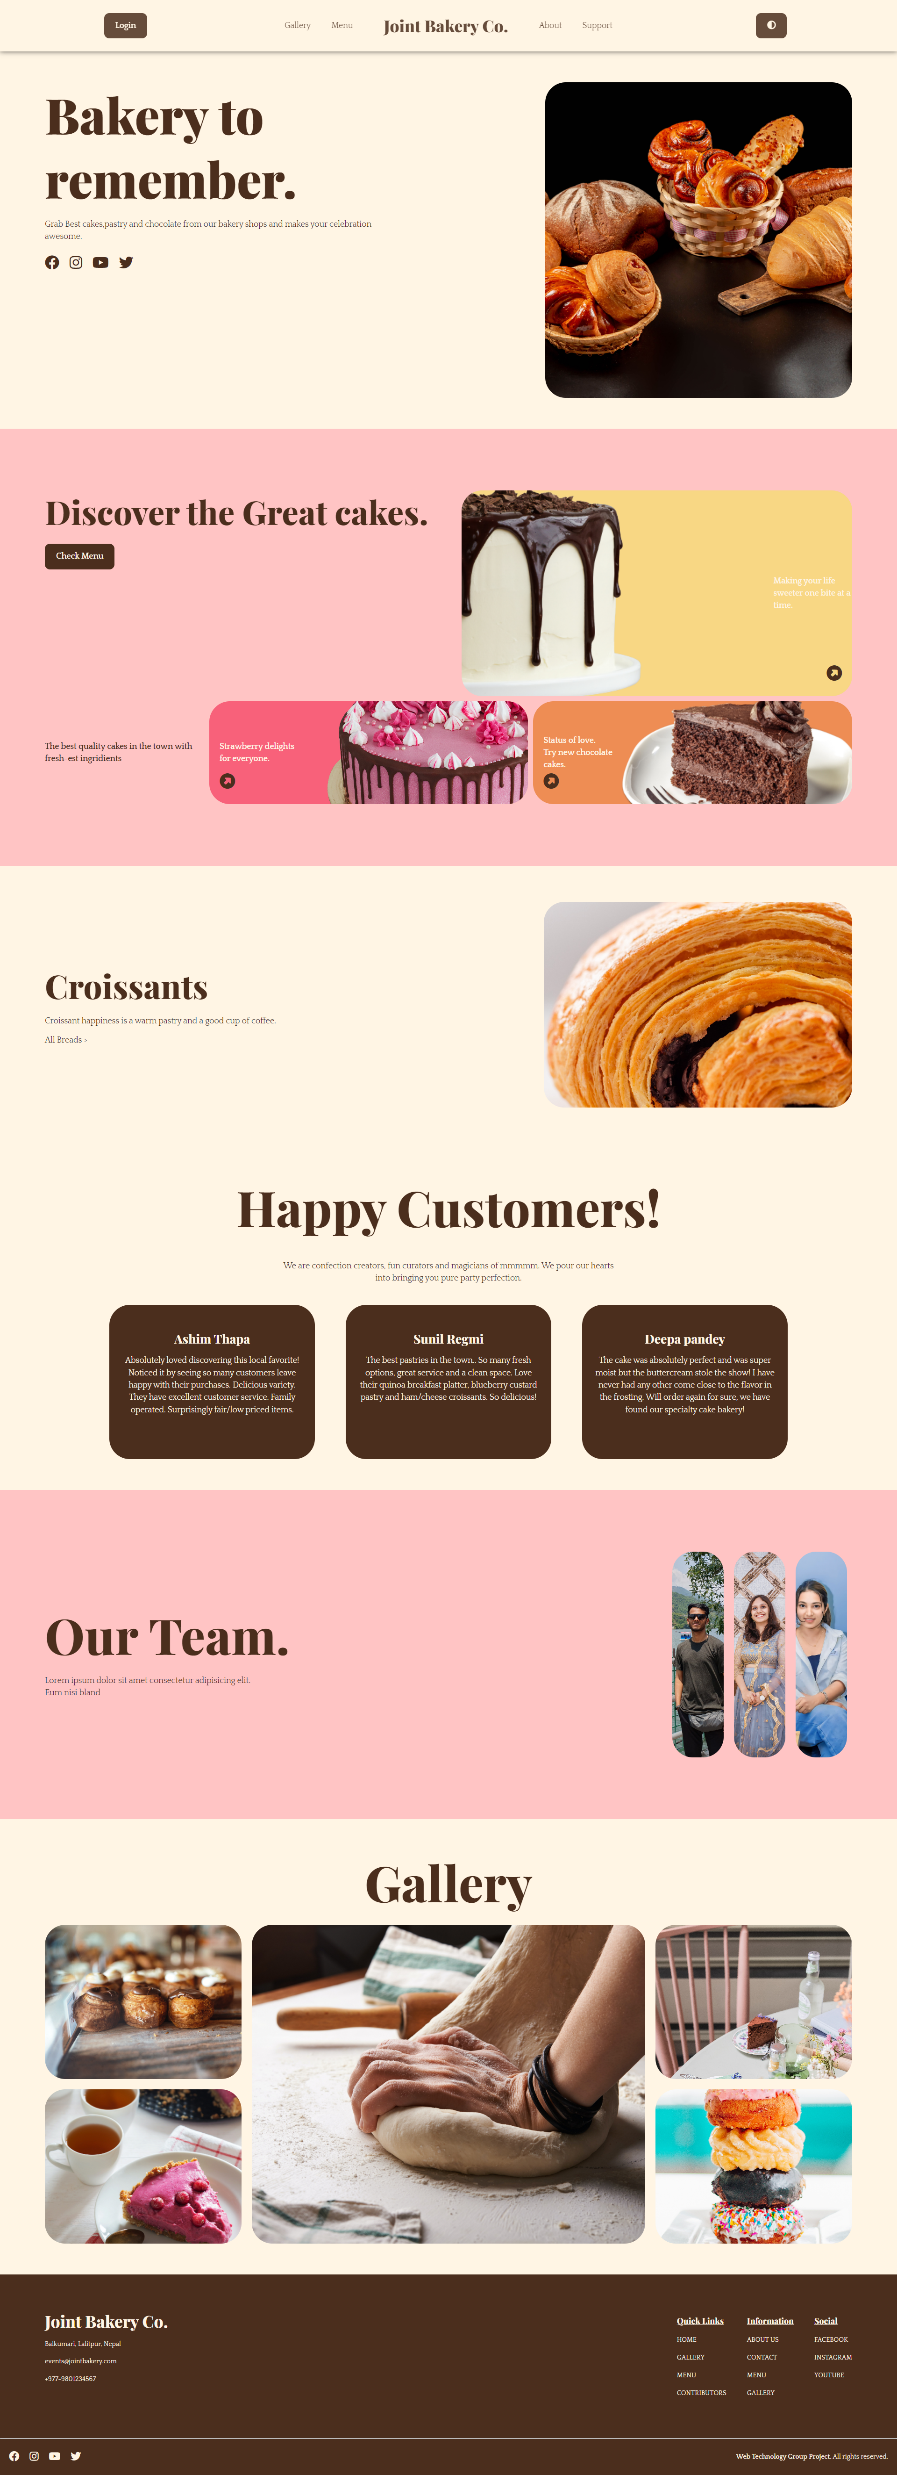 Login
Gallery
Menu
Joint Bakery Co.
About
Support
Bakery to
remember.
Grab Best cakes,pastry and chocolate from our bakery shops and makes your celebration
awesome.
Discover the Great cakes.
Check Menu
Making your life
sweeter one bite at a
time.
The best quality cakes in the town with
fresh est ingridients
Strawberry delights
for everyone.
Status of love.
Try new chocolate
cakes.
Croissants
Croissant happiness is a warm pastry and a good cup of coffee.
All Breads >
Happy Customers!
We are confection creators, fun curators and magicians of mmmmm. We pour our hearts
into bringing you pure party perfection.
Ashim Thapa
Absolutely loved discovering this local favorite!
Noticed it by seeing so many customers leave
happy with their purchases. Delicious variety.
They have excellent customer service. Family
operated. Surprisingly fair/low priced items.
Sunil Regmi
The best pastries in the town.. So many fresh
options, great service and a clean space. Love
their quinoa breakfast platter, blueberry custard
pastry and ham/cheese croissants. So delicious!
Deepa pandey
The cake was absolutely perfect and was super
moist but the buttercream stole the show! I have
never had any other come close to the flavor in
the frosting. Will order again for sure, we have
found our specialty cake bakery!
Our Team.
Lorem ipsum dolor sit amet consectetur adipisicing elit.
Eum nisi bland
Gallery
Joint Bakery Co.
Balkumari, Lalitpur, Nepal
events@jointbakery.com
+977-9801234567
Quick Links
HOME
GALLERY
MENU
CONTRIBUTORS
Information
ABOUT US
CONTACT
MENU
GALLERY
Social
FACEBOOK
INSTAGRAM
YOUTUBE
Web Technology Group Project. All rights reserved.